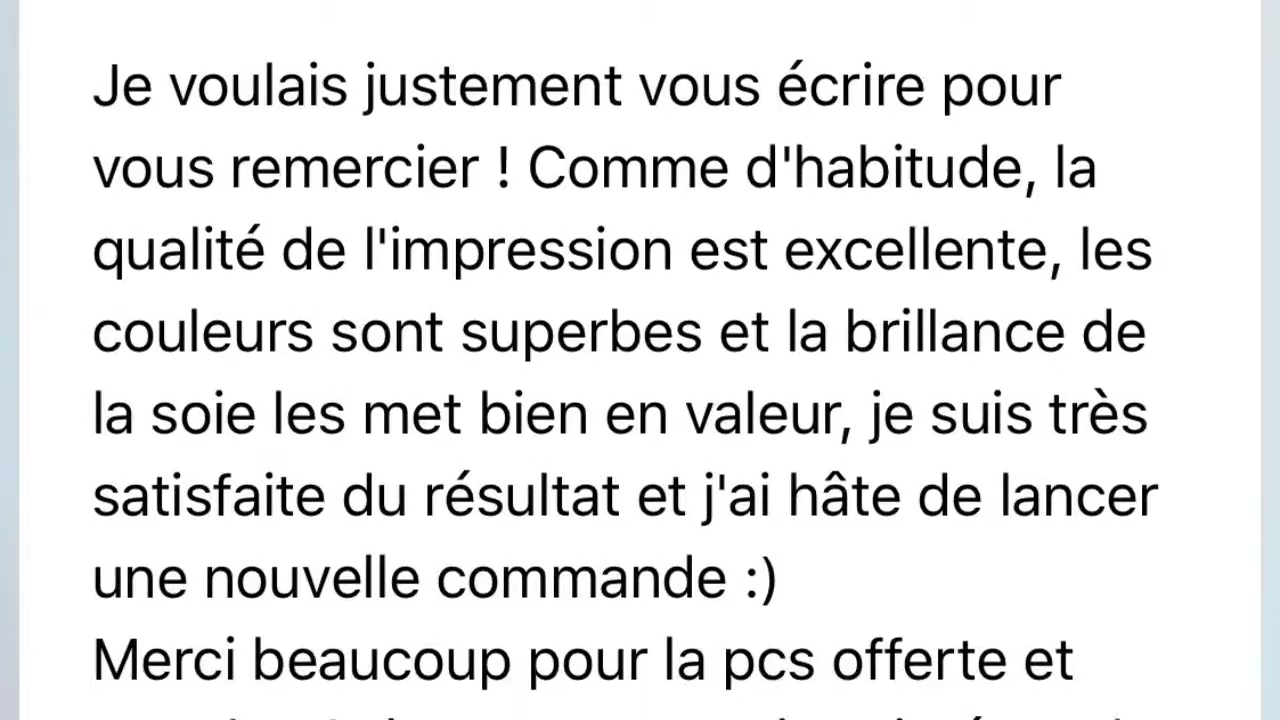 Je voulais justement vous écrire pour
vous remercier ! Comme d'habitude, la
qualité de l'impression est excellente, les
couleurs sont superbes et la brillance de
la soie les met bien en valeur, je suis très
satisfaite du résultat et j'ai hâte de lancer
une nouvelle commande :)
Merci beaucoup pour la pcs offerte et